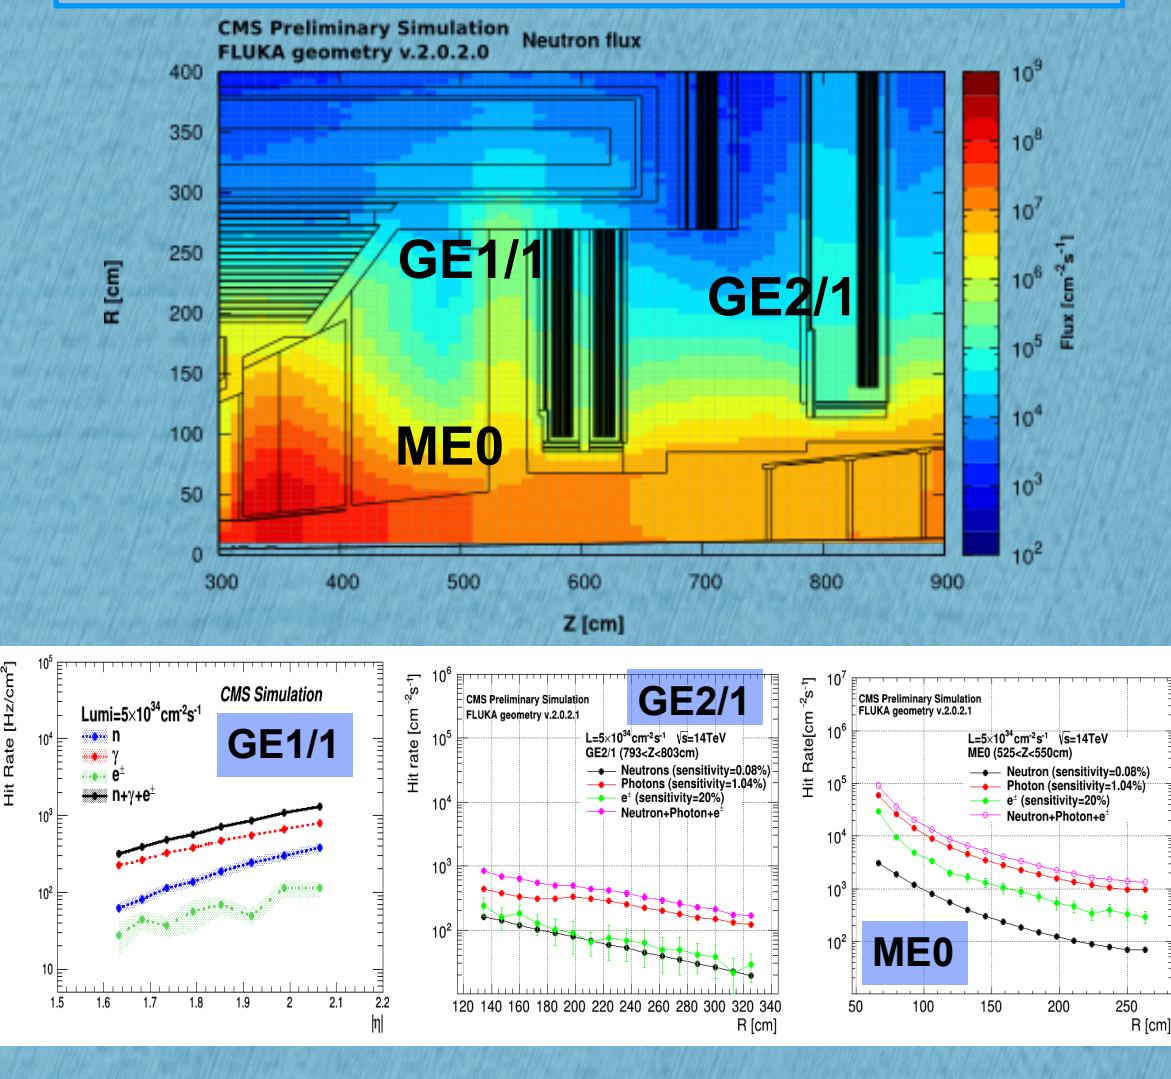 CMS Preliminary Simulation
FLUKA geometry v.2.0.2.0
Neutron flux
400
350
300
250
200
150
100
50
0
R [cm]
300 400 500 600 700 800 900
Z [cm]
GE1/1
GE2/1
ME0
10⁹
10⁸
10⁷
10⁶
10⁵
10⁴
10³
10²
Flux [cm⁻²s⁻¹]
Hit Rate [Hz/cm²]
10⁵
10⁴
10³
10²
10
CMS Simulation
Lumi=5×10³⁴cm⁻²s⁻¹
n
γ
e±
n+γ+e±
GE1/1
1.5 1.6 1.7 1.8 1.9 2 2.1 2.2
|η|
Hit rate [cm⁻²s⁻¹]
10⁶
10⁵
10⁴
10³
10²
CMS Preliminary Simulation
FLUKA geometry v.2.0.2.1
GE2/1
L=5×10³⁴cm⁻²s⁻¹ √s=14TeV
GE2/1 (793<Z<803cm)
Neutrons (sensitivity=0.08%)
Photons (sensitivity=1.04%)
e± (sensitivity=20%)
Neutron+Photon+e±
120 140 160 180 200 220 240 260 280 300 320 340
R [cm]
Hit Rate[cm⁻²s⁻¹]
10⁷
10⁶
10⁵
10⁴
10³
10²
CMS Preliminary Simulation
FLUKA geometry v.2.0.2.1
L=5×10³⁴cm⁻²s⁻¹ √s=14TeV
ME0 (525<Z<550cm)
Neutron (sensitivity=0.08%)
Photon (sensitivity=1.04%)
e± (sensitivity=20%)
Neutron+Photon+e±
ME0
50 100 150 200 250
R [cm]